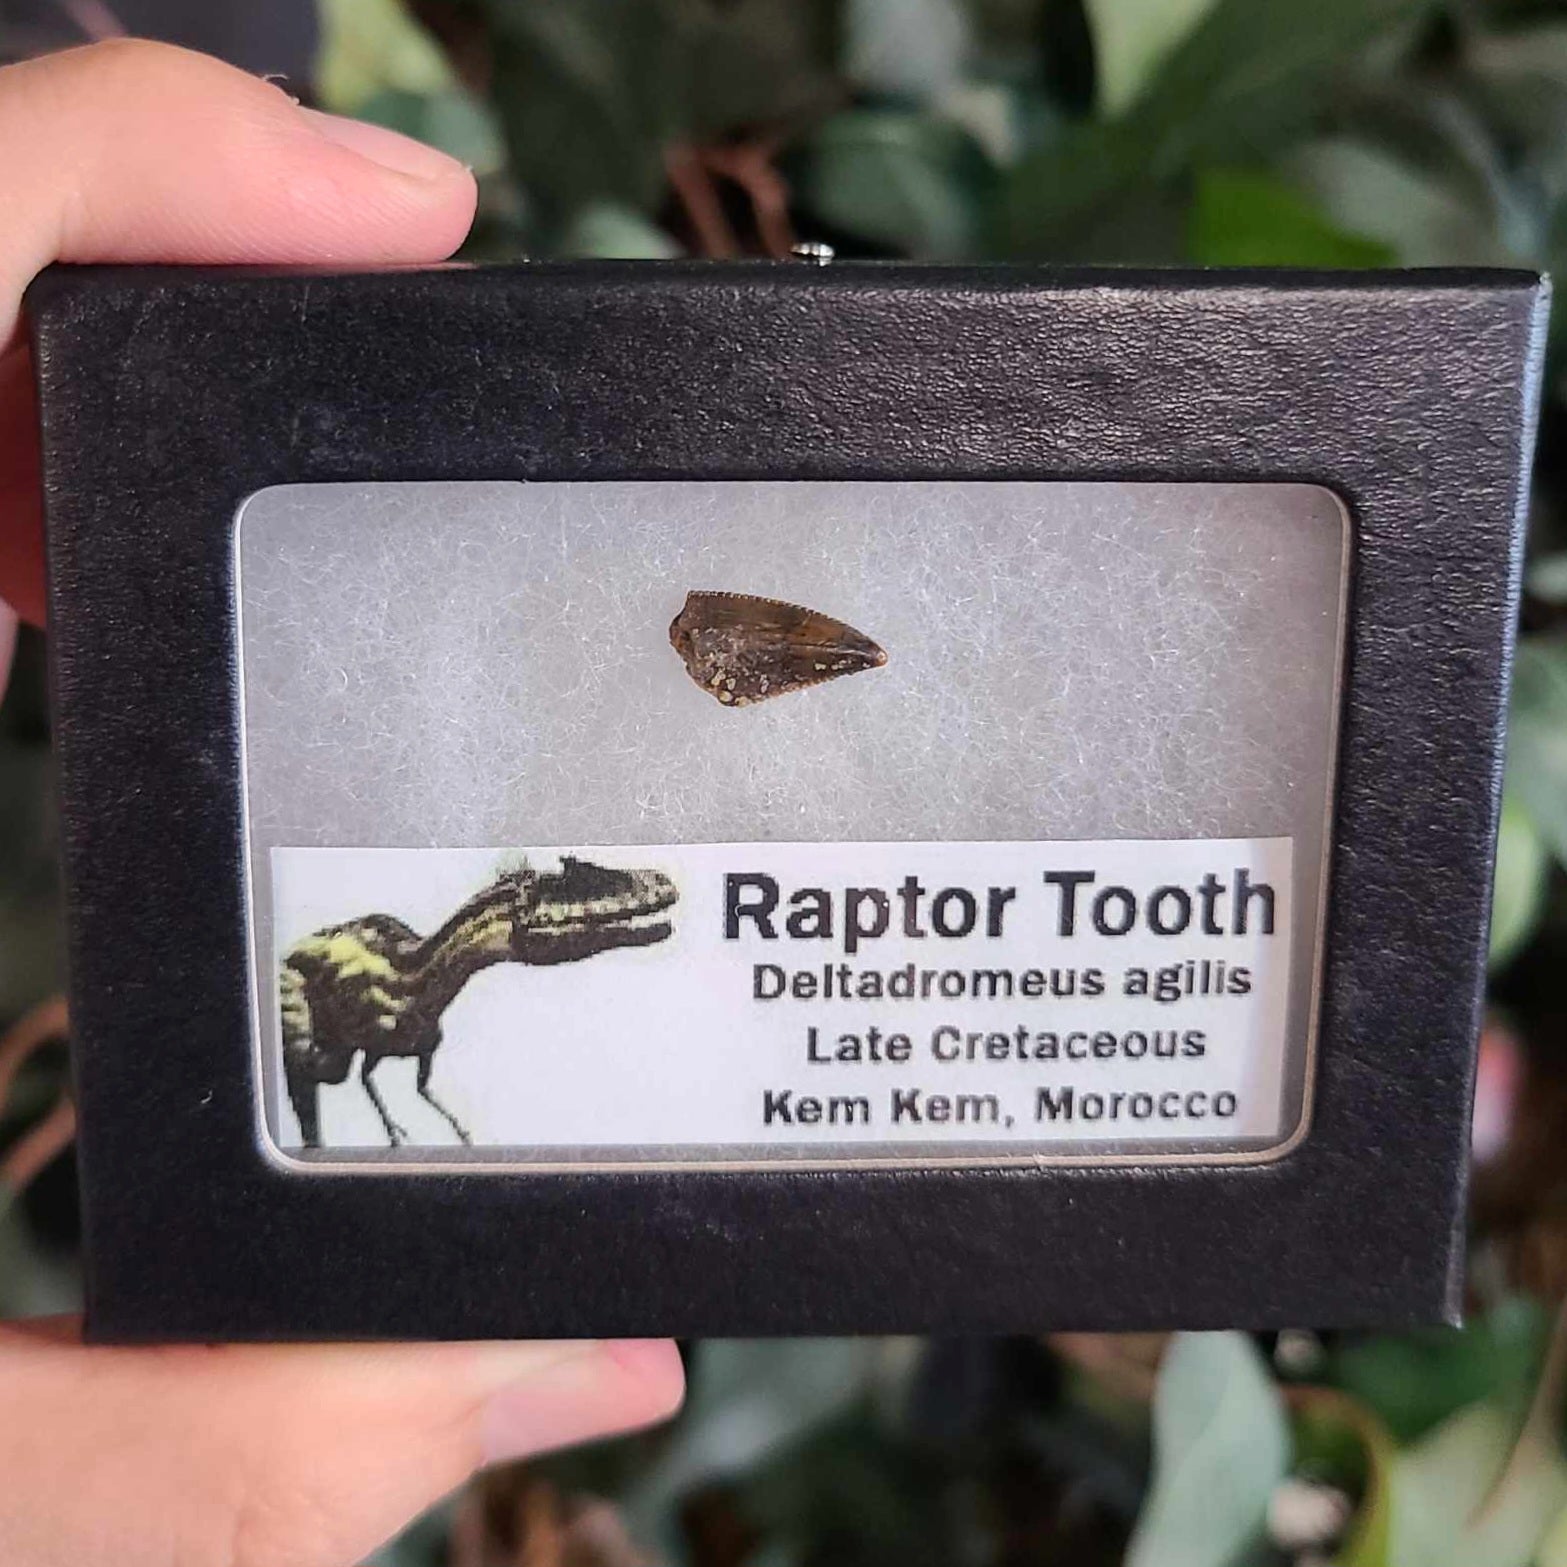 Raptor Tooth
Deltadromeus agilis
Late Cretaceous
Kem Kem, Morocco